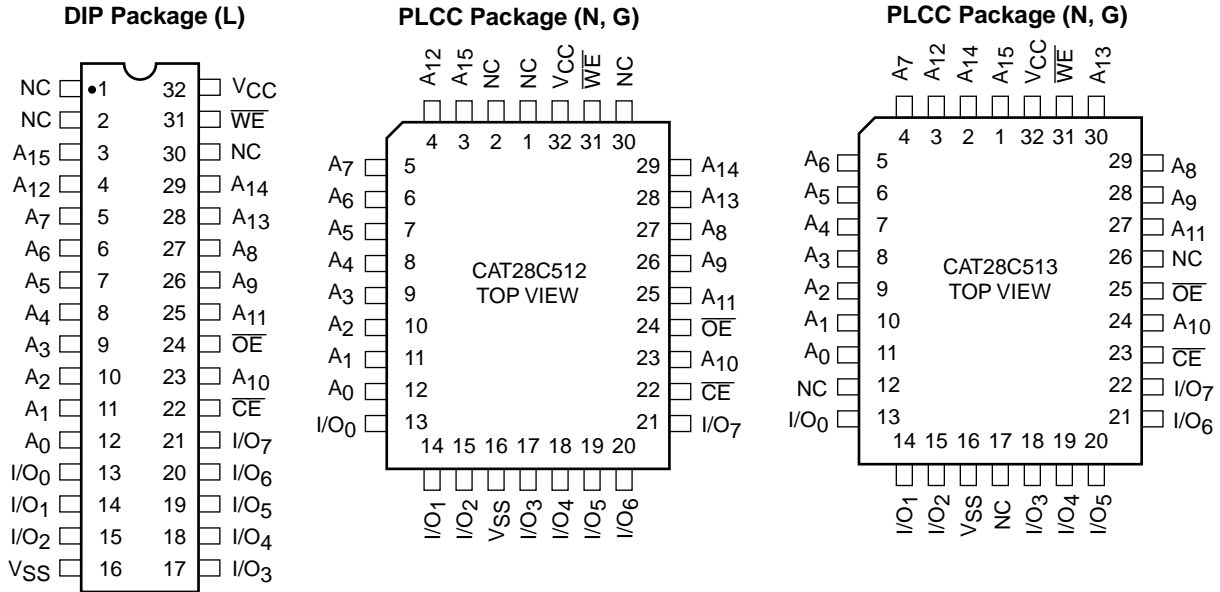 DIP Package (L)
NC 1 32 VCC
NC 2 31 WE
A15 3 30 NC
A12 4 29 A14
A7 5 28 A13
A6 6 27 A8
A5 7 26 A9
A4 8 25 A11
A3 9 24 OE
A2 10 23 A10
A1 11 22 CE
A0 12 21 I/O7
I/O0 13 20 I/O6
I/O1 14 19 I/O5
I/O2 15 18 I/O4
VSS 16 17 I/O3
PLCC Package (N, G)
A12 A15 NC NC VCC WE NC
4 3 2 1 32 31 30
A7 5 29 A14
A6 6 28 A13
A5 7 27 A8
A4 8 26 A9
A3 9 25 A11
A2 10 24 OE
A1 11 23 A10
A0 12 22 CE
I/O0 13 21 I/O7
CAT28C512
TOP VIEW
14 15 16 17 18 19 20
I/O1 I/O2 VSS I/O3 I/O4 I/O5 I/O6
PLCC Package (N, G)
A7 A12 A14 A15 VCC WE A13
4 3 2 1 32 31 30
A6 5 29 A8
A5 6 28 A9
A4 7 27 A11
A3 8 26 NC
A2 9 25 OE
A1 10 24 A10
A0 11 23 CE
NC 12 22 I/O7
I/O0 13 21 I/O6
CAT28C513
TOP VIEW
14 15 16 17 18 19 20
I/O1 I/O2 VSS NC I/O3 I/O4 I/O5